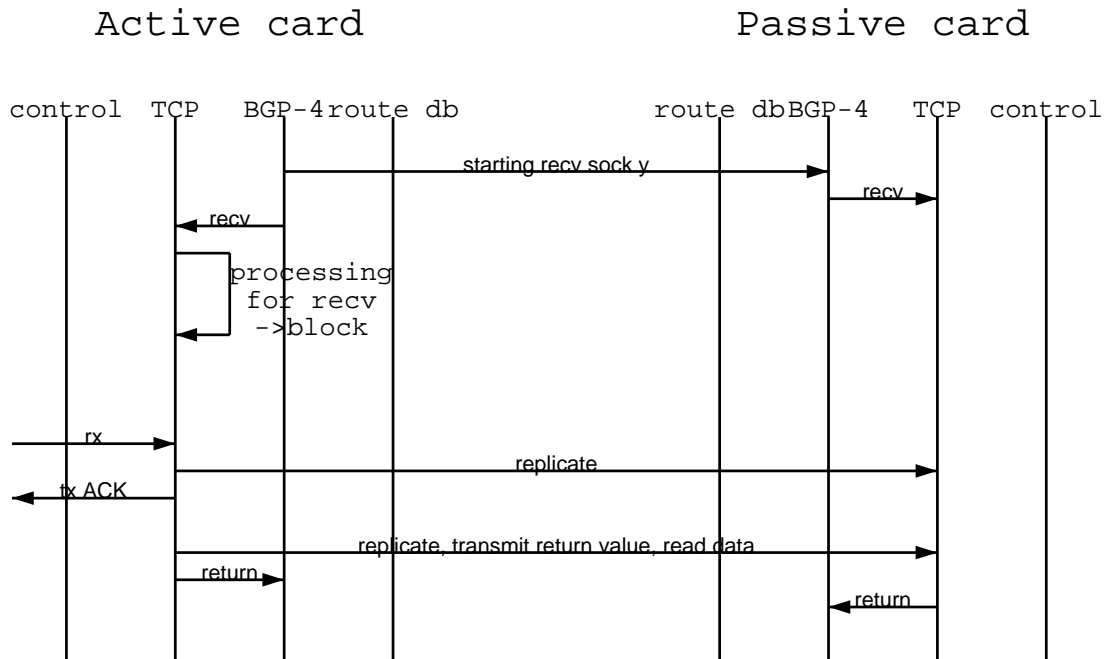 Active card
Passive card
control TCP BGP-4 route db
route db BGP-4 TCP control
starting recv sock y
recv
recv
processing
for recv
->block
rx
replicate
tx ACK
replicate, transmit return value, read data
return
return